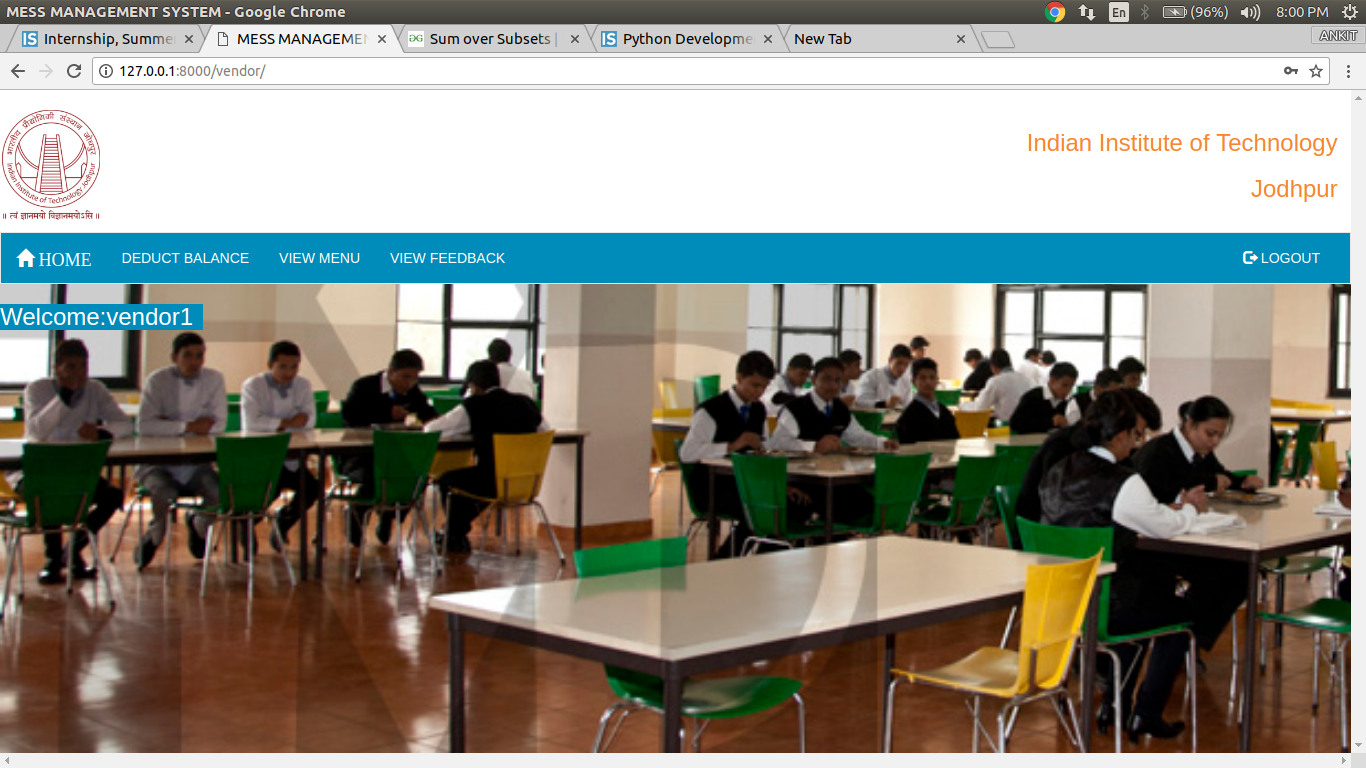 MESS MANAGEMENT SYSTEM - Google Chrome
En
(96%)
8:00 PM
Internship, Summe
MESS MANAGEMEN
Sum over Subsets |
Python Developme
New Tab
ANKIT
127.0.0.1:8000/vendor/
भारतीय प्रौद्योगिकी संस्थान जोधपुर
Indian Institute of Technology Jodhpur
॥ त्वं ज्ञानमयो विज्ञानमयोऽसि ॥
Indian Institute of Technology
Jodhpur
HOME
DEDUCT BALANCE
VIEW MENU
VIEW FEEDBACK
LOGOUT
Welcome:vendor1